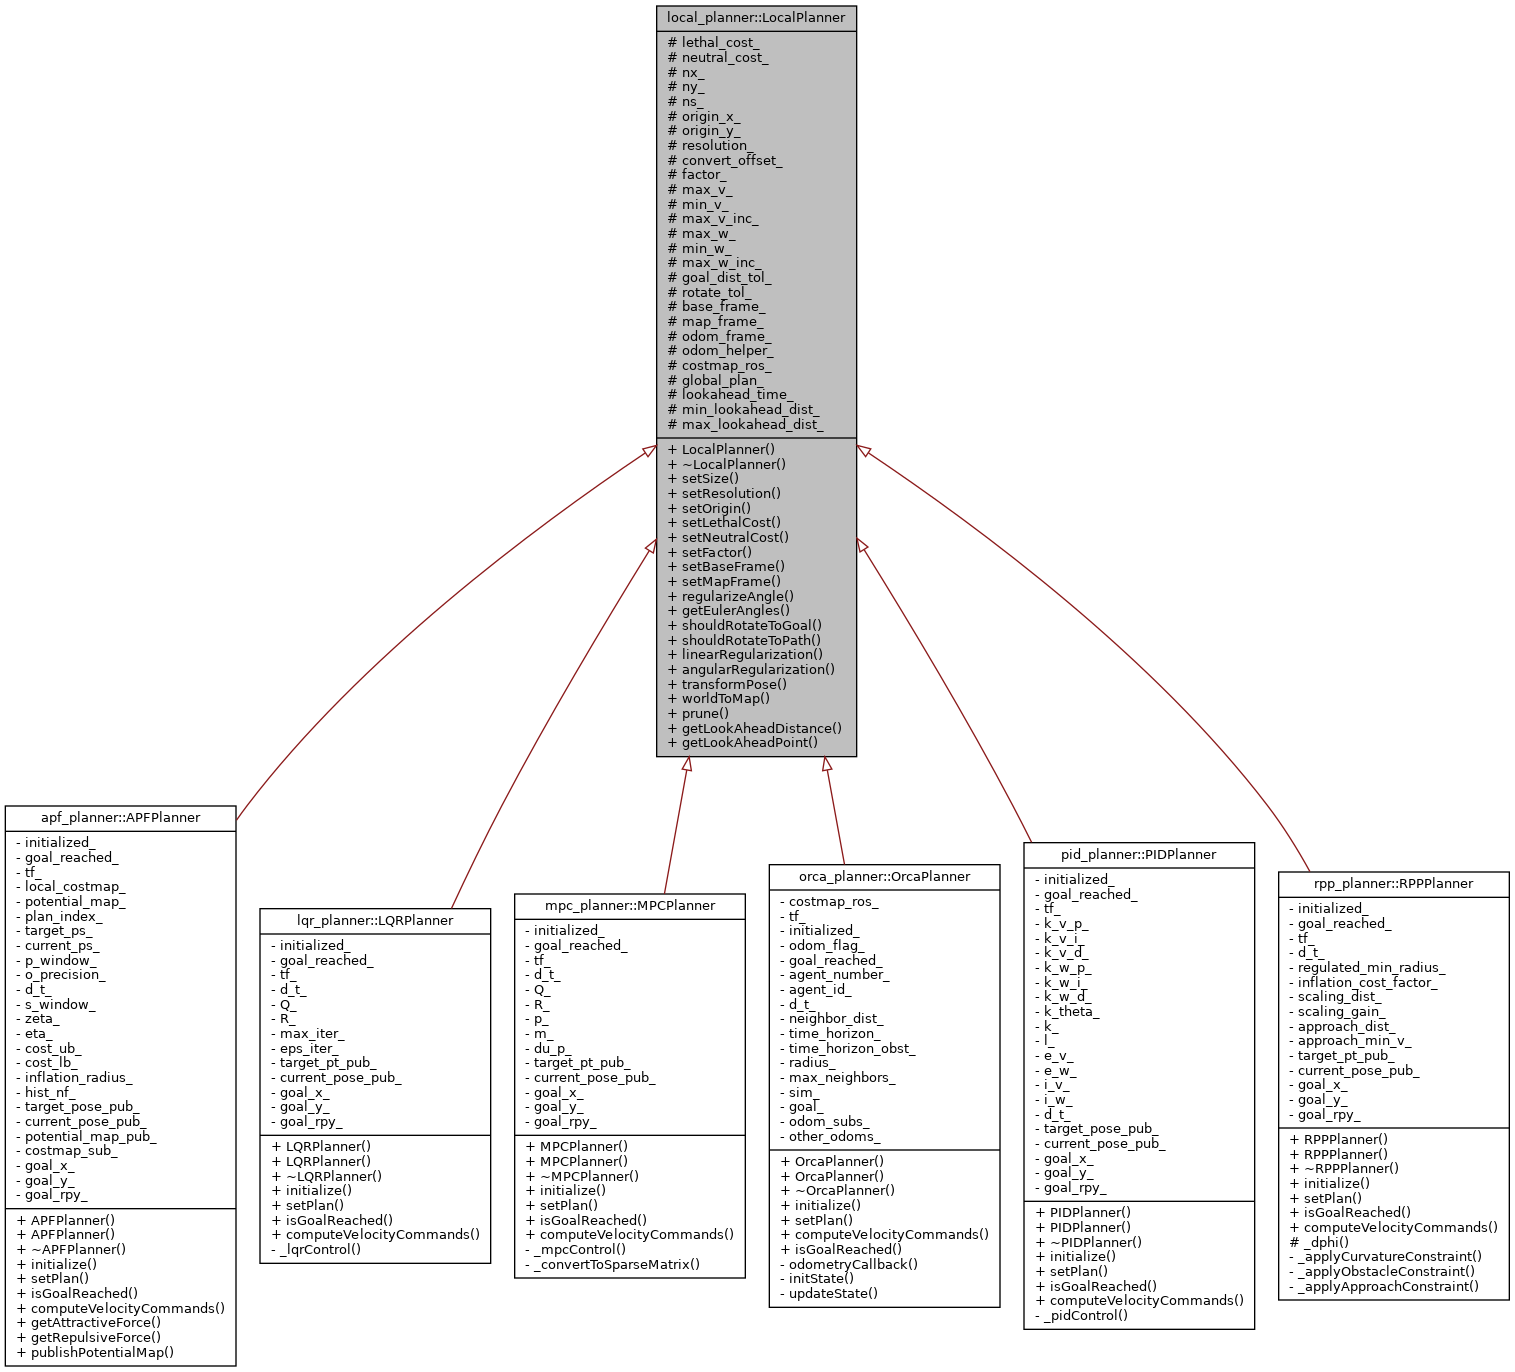 local_planner::LocalPlanner
# lethal_cost_
# neutral_cost_
# nx_
# ny_
# ns_
# origin_x_
# origin_y_
# resolution_
# convert_offset_
# factor_
# max_v_
# min_v_
# max_v_inc_
# max_w_
# min_w_
# max_w_inc_
# goal_dist_tol_
# rotate_tol_
# base_frame_
# map_frame_
# odom_frame_
# odom_helper_
# costmap_ros_
# global_plan_
# lookahead_time_
# min_lookahead_dist_
# max_lookahead_dist_
+ LocalPlanner()
+ ~LocalPlanner()
+ setSize()
+ setResolution()
+ setOrigin()
+ setLethalCost()
+ setNeutralCost()
+ setFactor()
+ setBaseFrame()
+ setMapFrame()
+ regularizeAngle()
+ getEulerAngles()
+ shouldRotateToGoal()
+ shouldRotateToPath()
+ linearRegularization()
+ angularRegularization()
+ transformPose()
+ worldToMap()
+ prune()
+ getLookAheadDistance()
+ getLookAheadPoint()
apf_planner::APFPlanner
- initialized_
- goal_reached_
- tf_
- local_costmap_
- potential_map_
- plan_index_
- target_ps_
- current_ps_
- p_window_
- o_precision_
- d_t_
- s_window_
- zeta_
- eta_
- cost_ub_
- cost_lb_
- inflation_radius_
- hist_nf_
- target_pose_pub_
- current_pose_pub_
- potential_map_pub_
- costmap_sub_
- goal_x_
- goal_y_
- goal_rpy_
+ APFPlanner()
+ APFPlanner()
+ ~APFPlanner()
+ initialize()
+ setPlan()
+ isGoalReached()
+ computeVelocityCommands()
+ getAttractiveForce()
+ getRepulsiveForce()
+ publishPotentialMap()
lqr_planner::LQRPlanner
- initialized_
- goal_reached_
- tf_
- d_t_
- Q_
- R_
- max_iter_
- eps_iter_
- target_pt_pub_
- current_pose_pub_
- goal_x_
- goal_y_
- goal_rpy_
+ LQRPlanner()
+ LQRPlanner()
+ ~LQRPlanner()
+ initialize()
+ setPlan()
+ isGoalReached()
+ computeVelocityCommands()
- _lqrControl()
mpc_planner::MPCPlanner
- initialized_
- goal_reached_
- tf_
- d_t_
- Q_
- R_
- p_
- m_
- du_p_
- target_pt_pub_
- current_pose_pub_
- goal_x_
- goal_y_
- goal_rpy_
+ MPCPlanner()
+ MPCPlanner()
+ ~MPCPlanner()
+ initialize()
+ setPlan()
+ isGoalReached()
+ computeVelocityCommands()
- _mpcControl()
- _convertToSparseMatrix()
orca_planner::OrcaPlanner
- costmap_ros_
- tf_
- initialized_
- odom_flag_
- goal_reached_
- agent_number_
- agent_id_
- d_t_
- neighbor_dist_
- time_horizon_
- time_horizon_obst_
- radius_
- max_neighbors_
- sim_
- goal_
- odom_subs_
- other_odoms_
+ OrcaPlanner()
+ OrcaPlanner()
+ ~OrcaPlanner()
+ initialize()
+ setPlan()
+ computeVelocityCommands()
+ isGoalReached()
- odometryCallback()
- initState()
- updateState()
pid_planner::PIDPlanner
- initialized_
- goal_reached_
- tf_
- k_v_p_
- k_v_i_
- k_v_d_
- k_w_p_
- k_w_i_
- k_w_d_
- k_theta_
- k_
- l_
- e_v_
- e_w_
- i_v_
- i_w_
- d_t_
- target_pose_pub_
- current_pose_pub_
- goal_x_
- goal_y_
- goal_rpy_
+ PIDPlanner()
+ PIDPlanner()
+ ~PIDPlanner()
+ initialize()
+ setPlan()
+ isGoalReached()
+ computeVelocityCommands()
- _pidControl()
rpp_planner::RPPPlanner
- initialized_
- goal_reached_
- tf_
- d_t_
- regulated_min_radius_
- inflation_cost_factor_
- scaling_dist_
- scaling_gain_
- approach_dist_
- approach_min_v_
- target_pt_pub_
- current_pose_pub_
- goal_x_
- goal_y_
- goal_rpy_
+ RPPPlanner()
+ RPPPlanner()
+ ~RPPPlanner()
+ initialize()
+ setPlan()
+ isGoalReached()
+ computeVelocityCommands()
# _dphi()
- _applyCurvatureConstraint()
- _applyObstacleConstraint()
- _applyApproachConstraint()